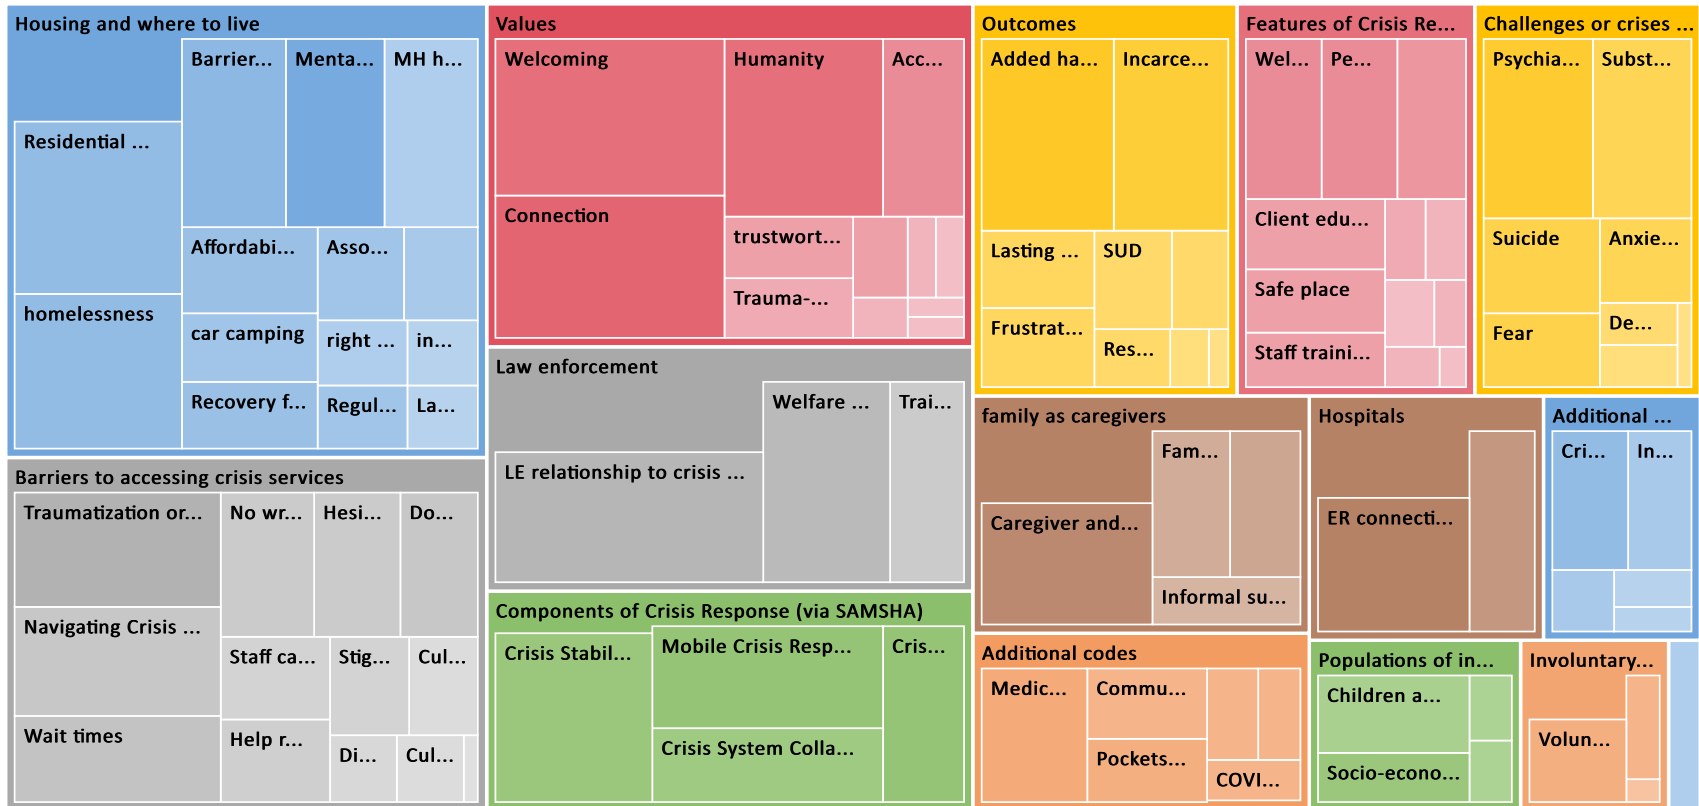 Housing and where to live
Barrier...
Menta...
MH h...
Residential ...
homelessness
Affordabi...
Asso...
car camping
right ...
in...
Recovery f...
Regul...
La...
Barriers to accessing crisis services
Traumatization or...
No wr...
Hesi...
Do...
Navigating Crisis ...
Staff ca...
Stig...
Cul...
Wait times
Help r...
Di...
Cul...
Values
Welcoming
Humanity
Acc...
Connection
trustwort...
Trauma-...
Law enforcement
Welfare ...
Trai...
LE relationship to crisis ...
Components of Crisis Response (via SAMSHA)
Crisis Stabil...
Mobile Crisis Resp...
Cris...
Crisis System Colla...
Outcomes
Added ha...
Incarce...
Lasting ...
SUD
Frustrat...
Res...
Features of Crisis Re...
Wel...
Pe...
Client edu...
Safe place
Staff traini...
Challenges or crises ...
Psychia...
Subst...
Suicide
Anxie...
Fear
De...
family as caregivers
Fam...
Caregiver and...
Informal su...
Hospitals
ER connecti...
Additional ...
Cri...
In...
Additional codes
Medic...
Commu...
Pockets...
COVI...
Populations of in...
Children a...
Socio-econo...
Involuntary...
Volun...